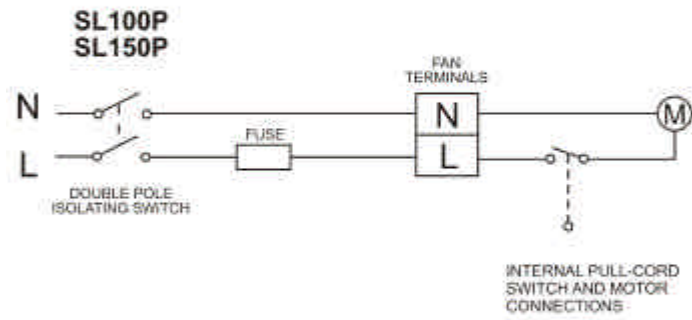 SL100P
SL150P
FAN
TERMINALS
N
N
M
FUSE
L
L
DOUBLE POLE
ISOLATING SWITCH
INTERNAL PULL-CORD
SWITCH AND MOTOR
CONNECTIONS